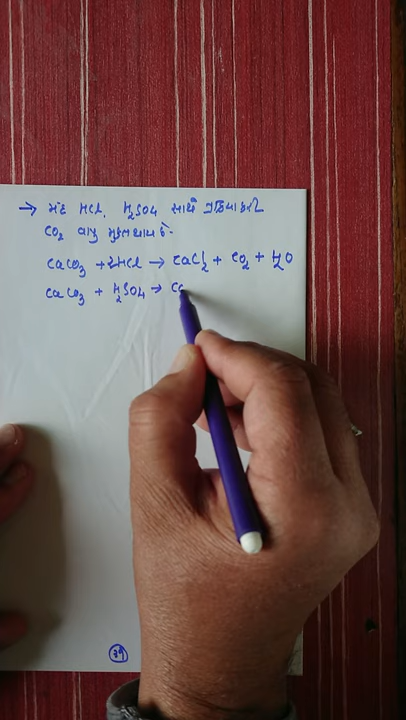 → મંદ HCl, H₂SO₄ સાથે પ્રક્રિયા કરી
CO₂ વાયુ મુક્ત થાય છે.
CaCO₃ + 2HCl → CaCl₂ + CO₂ + H₂O
CaCO₃ + H₂SO₄ → Ca